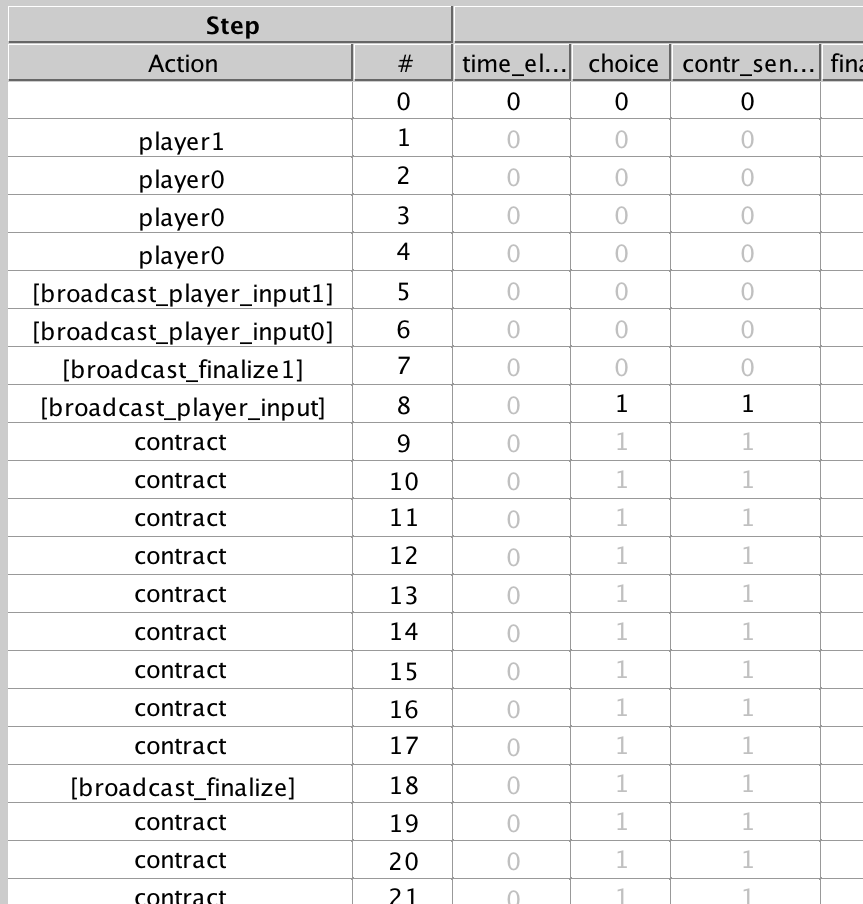 Step
Action # time_el... choice contr_sen... fina
0 0 0 0
player1 1 0 0 0
player0 2 0 0 0
player0 3 0 0 0
player0 4 0 0 0
[broadcast_player_input1] 5 0 0 0
[broadcast_player_input0] 6 0 0 0
[broadcast_finalize1] 7 0 0 0
[broadcast_player_input] 8 0 1 1
contract 9 0 1 1
contract 10 0 1 1
contract 11 0 1 1
contract 12 0 1 1
contract 13 0 1 1
contract 14 0 1 1
contract 15 0 1 1
contract 16 0 1 1
contract 17 0 1 1
[broadcast_finalize] 18 0 1 1
contract 19 0 1 1
contract 20 0 1 1
contract 21 0 1 1